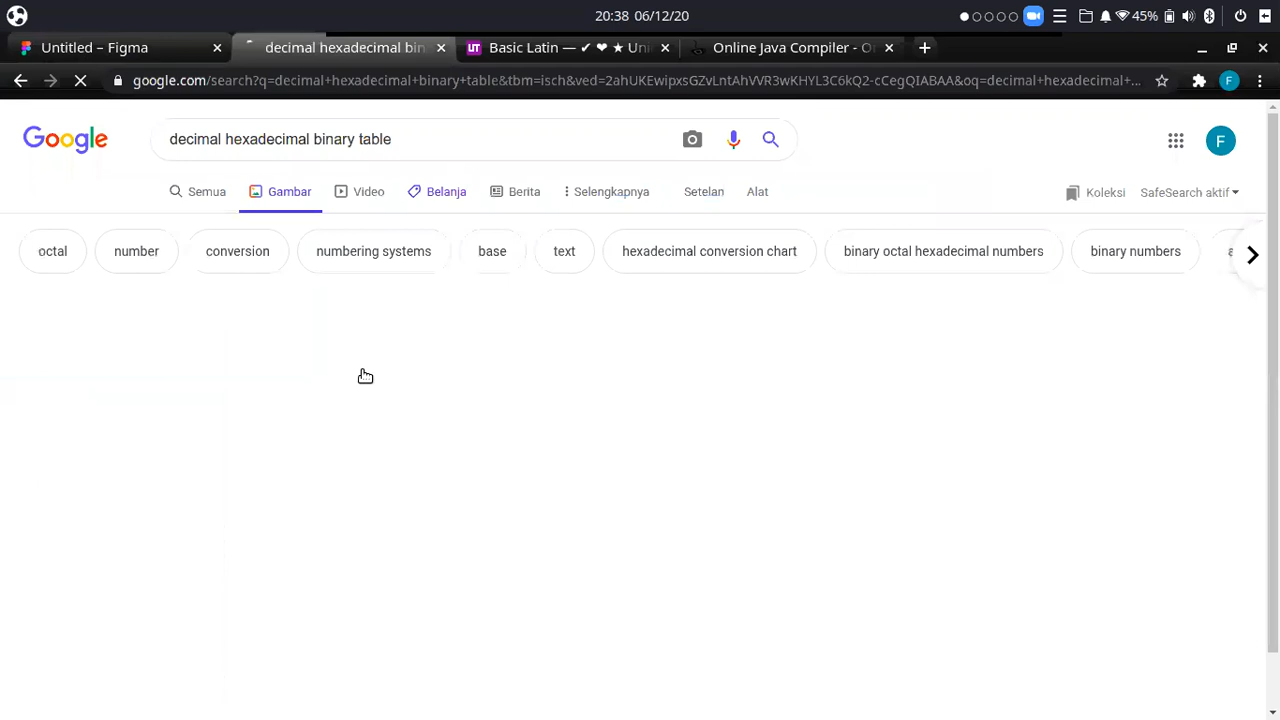 20:38 06/12/20
45%
Untitled – Figma
decimal hexadecimal bin
UT Basic Latin — ✔ ❤ ★ Uni
Online Java Compiler - O
google.com/search?q=decimal+hexadecimal+binary+table&tbm=isch&ved=2ahUKEwipxsGZvLntAhVVR3wKHYL3C6kQ2-cCegQIABAA&oq=decimal+hexadecimal+...
F
Google
decimal hexadecimal binary table
F
Semua Gambar Video Belanja Berita Selengkapnya Setelan Alat Koleksi SafeSearch aktif
octal number conversion numbering systems base text hexadecimal conversion chart binary octal hexadecimal numbers binary numbers